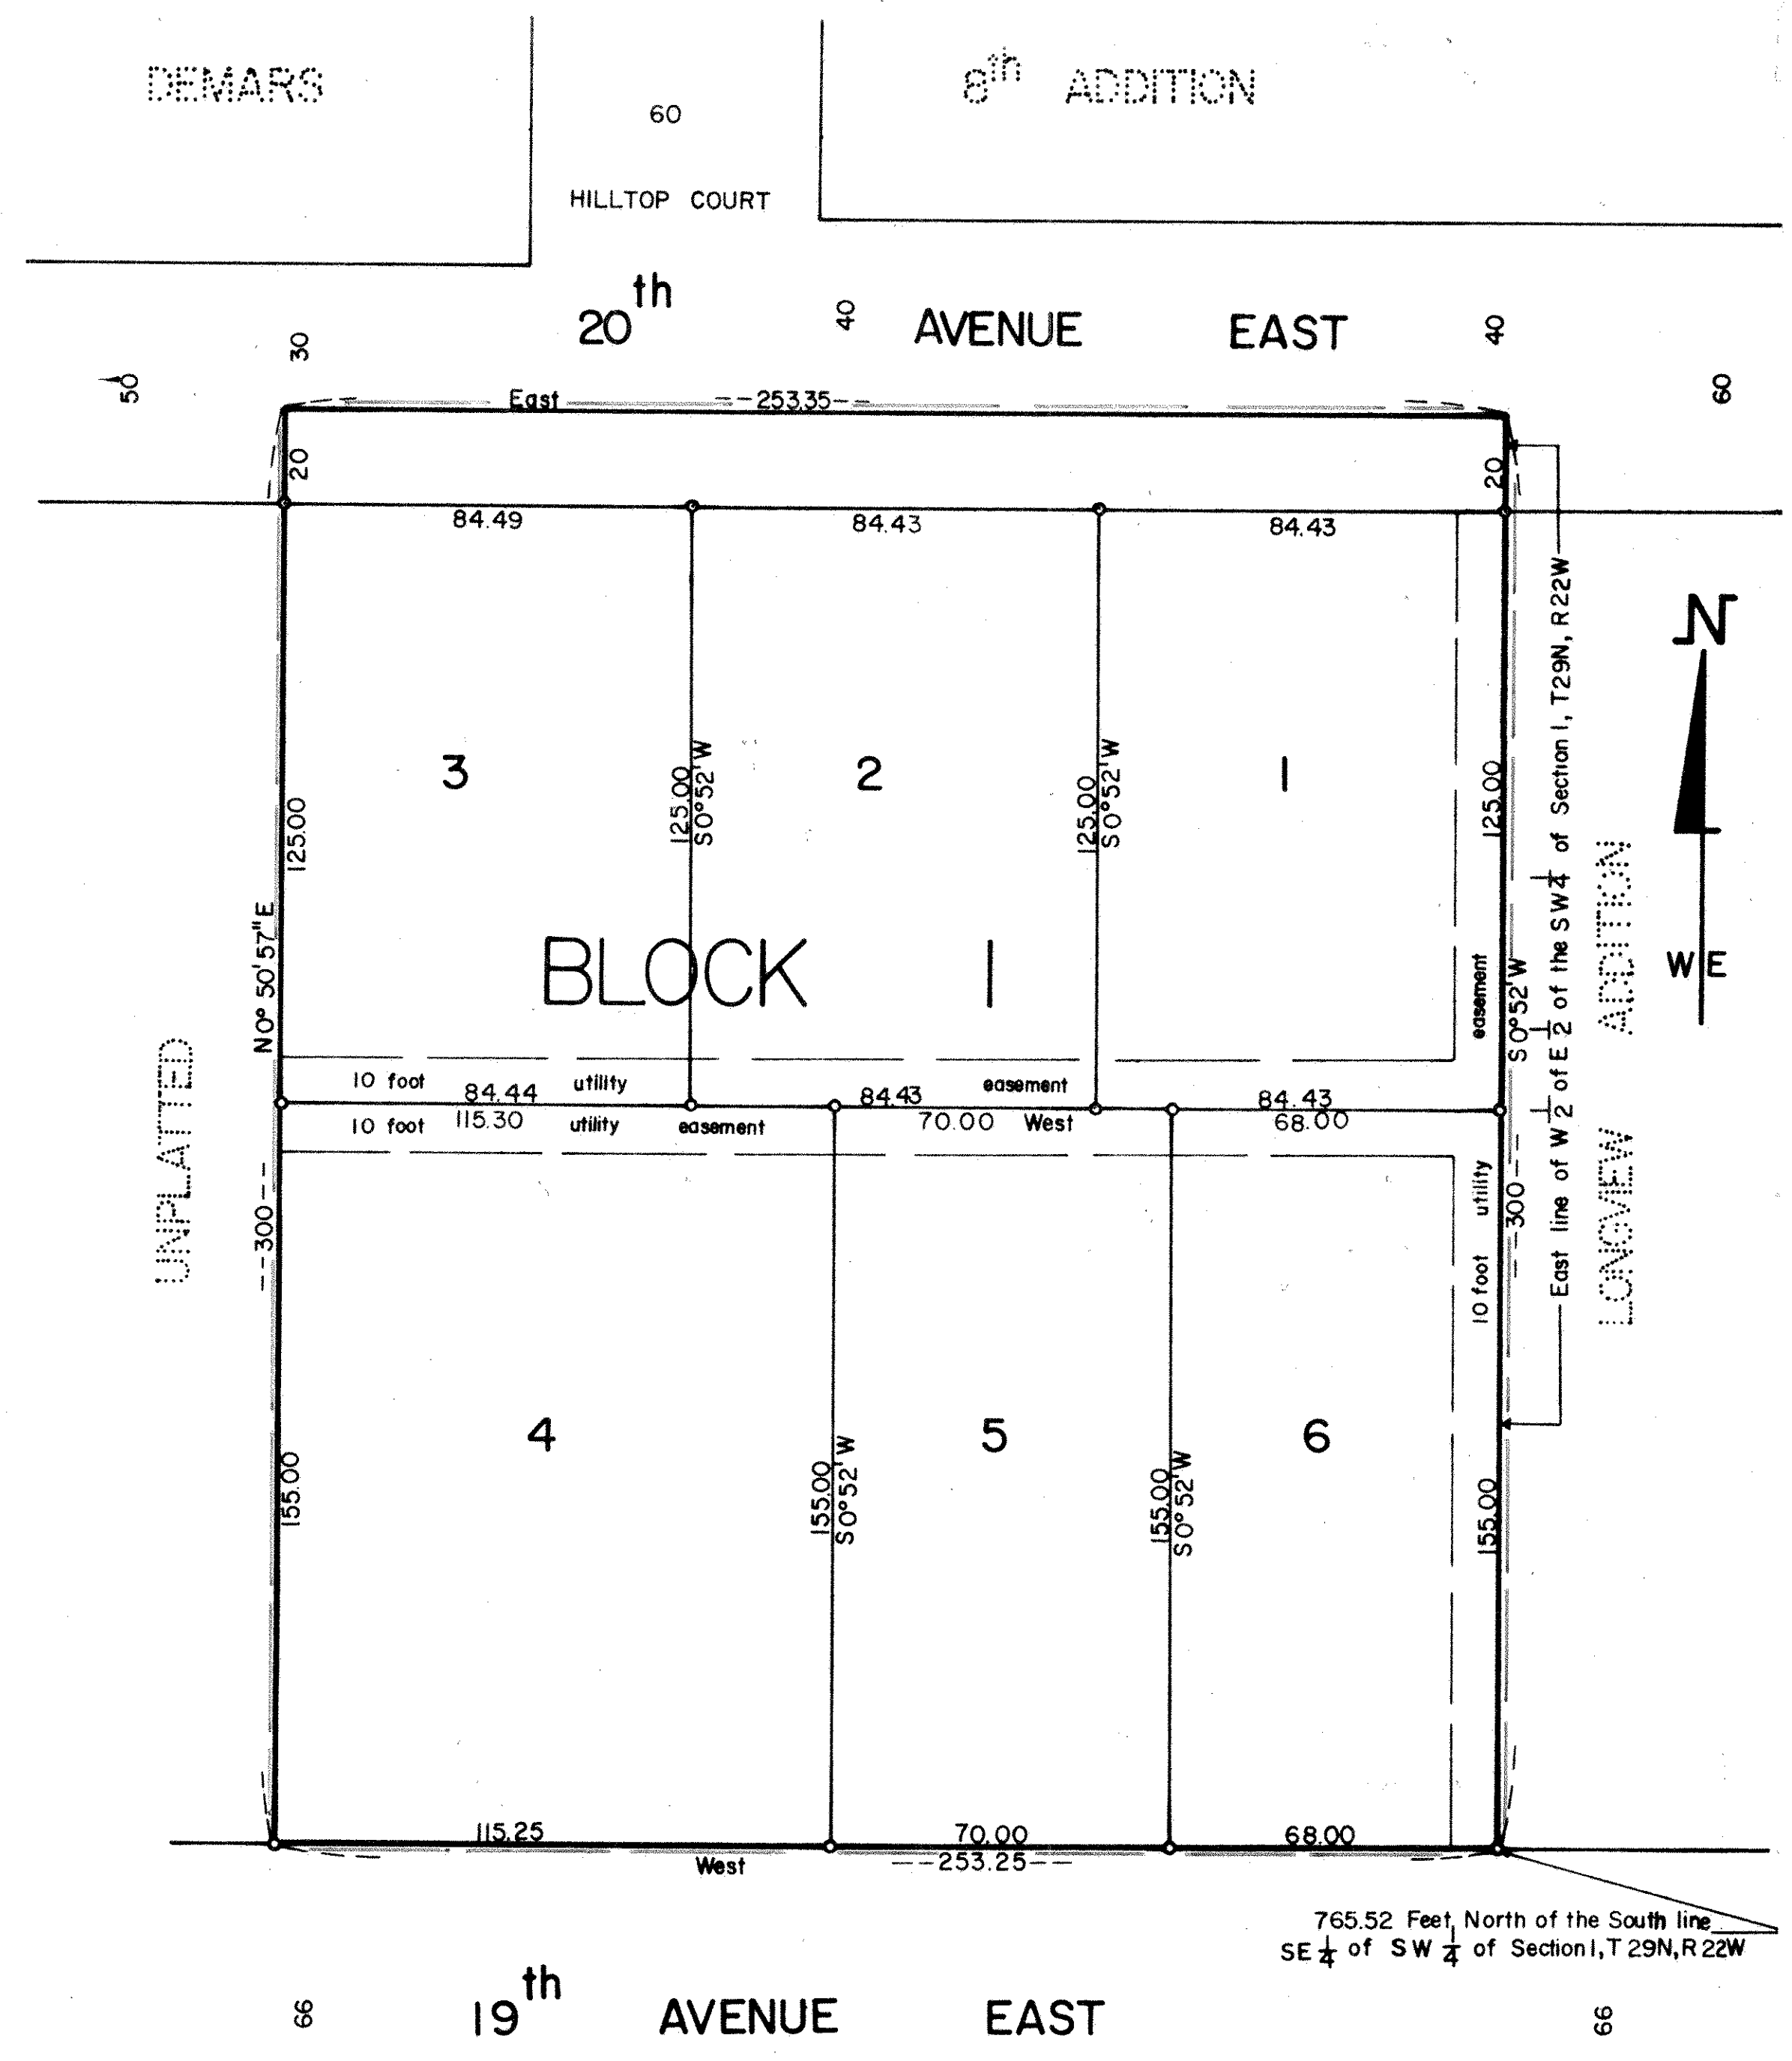 DEMARS
8th ADDITION
60
HILLTOP COURT
20th AVENUE EAST
40
30
40
50
60
East --253.35--
20
20
84.49
84.43
84.43
3
2
1
125.00
125.00
S0°52'W
125.00
S0°52'W
125.00
N
W E
N0°50'57"E
BLOCK 1
easement
S0°52'W
East line of W 1/2 of E 1/2 of the SW 1/4 of Section 1, T29N, R22W
LONGVIEW ADDITION
UNPLATTED
10 foot utility easement
84.44
84.43
84.43
10 foot utility easement
115.30
70.00 West
68.00
--300--
--300--
10 foot utility
4
5
6
155.00
155.00
S0°52'W
155.00
S0°52'W
155.00
115.25
70.00
68.00
West --253.25--
765.52 Feet, North of the South line
SE 1/4 of SW 1/4 of Section 1, T29N, R22W
66
19th AVENUE EAST
66